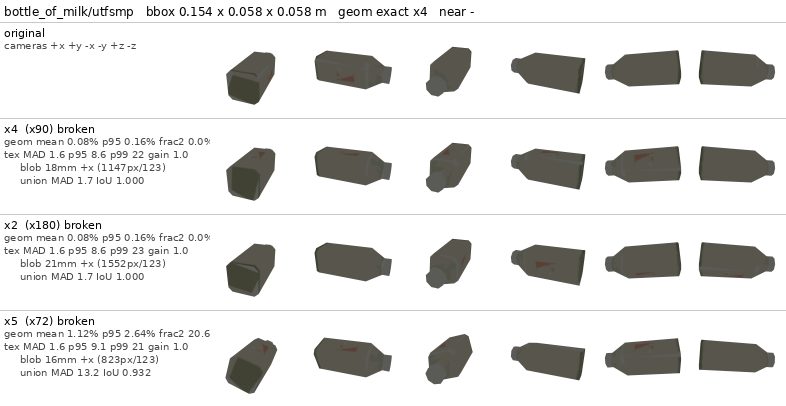 bottle_of_milk/utfsmp   bbox 0.154 x 0.058 x 0.058 m   geom exact x4   near -
original
cameras +x +y -x -y +z -z
x4  (x90) broken
geom mean 0.08% p95 0.16% frac2 0.0%
tex MAD 1.6 p95 8.6 p99 22 gain 1.0
blob 18mm +x (1147px/123)
union MAD 1.7 IoU 1.000
x2  (x180) broken
geom mean 0.08% p95 0.16% frac2 0.0%
tex MAD 1.6 p95 8.6 p99 23 gain 1.0
blob 21mm +x (1552px/123)
union MAD 1.7 IoU 1.000
x5  (x72) broken
geom mean 1.12% p95 2.64% frac2 20.6
tex MAD 1.6 p95 9.1 p99 21 gain 1.0
blob 16mm +x (823px/123)
union MAD 13.2 IoU 0.932